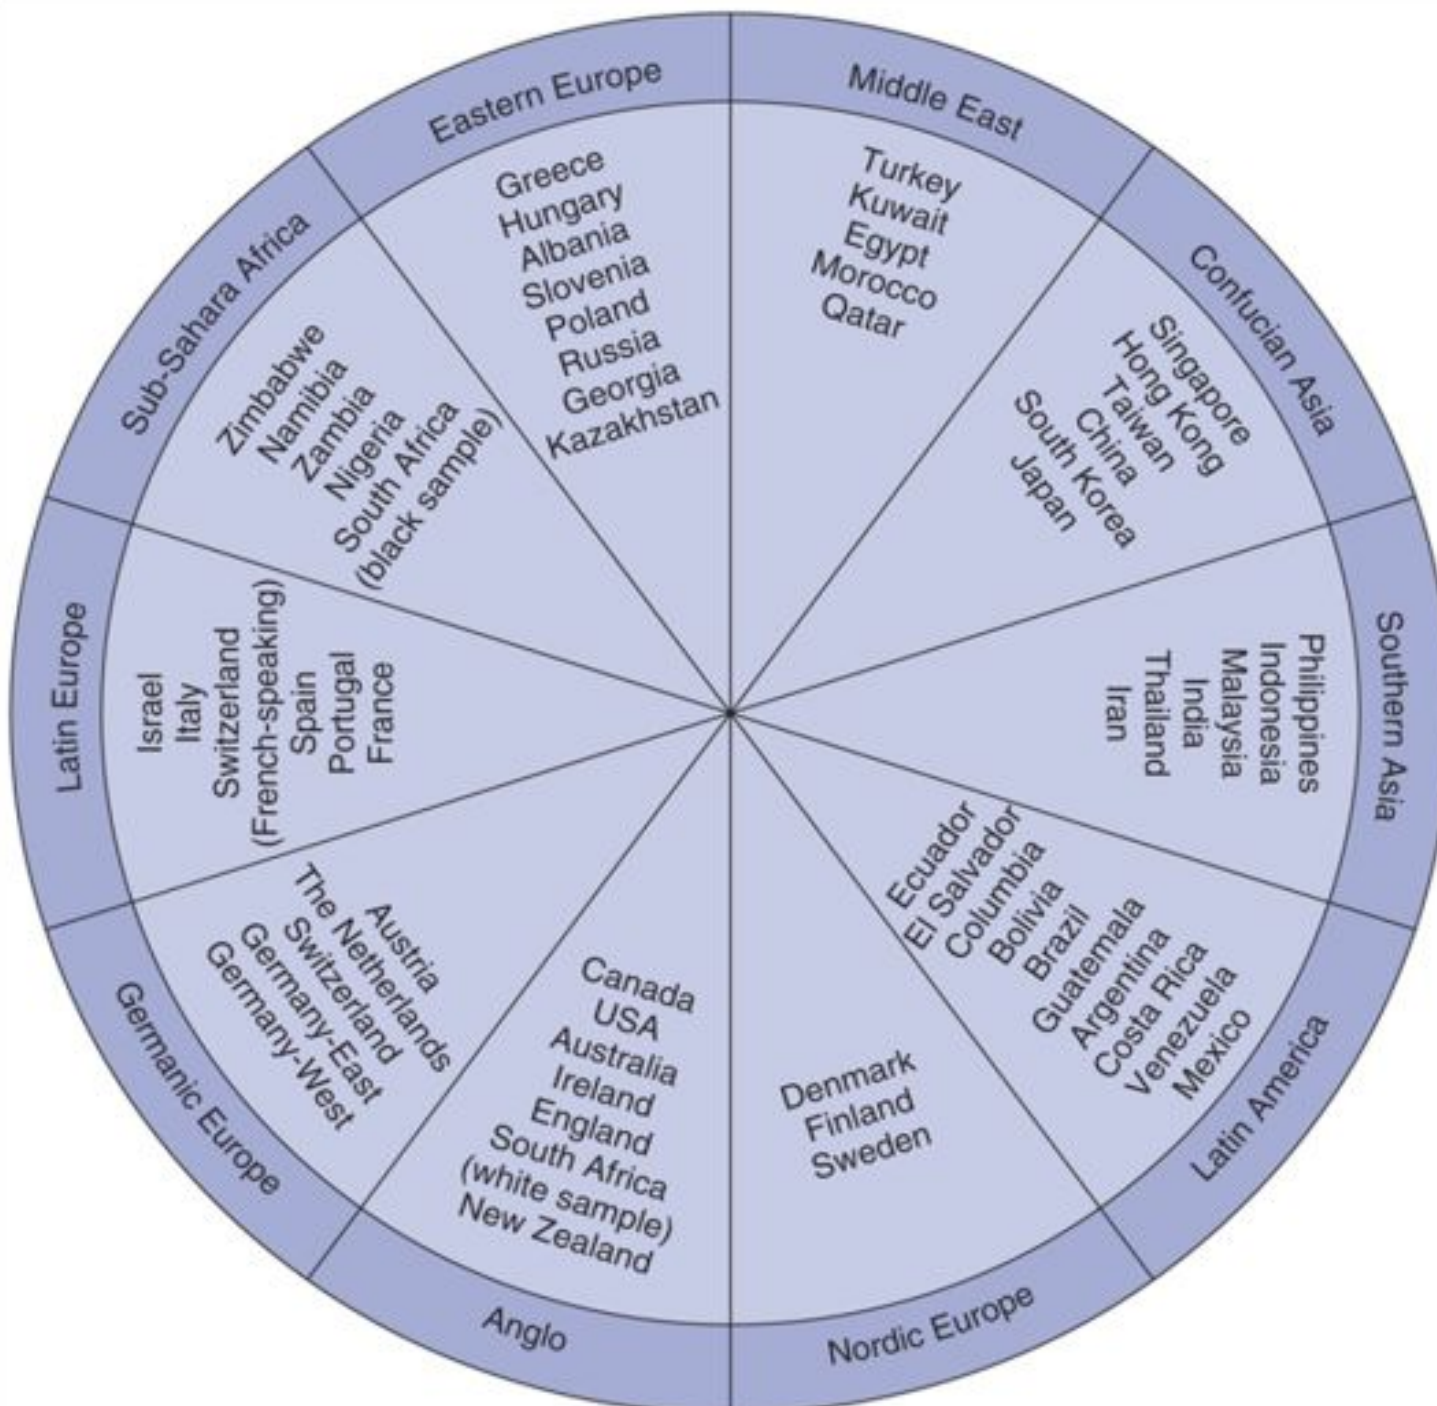 Eastern Europe
Greece
Hungary
Albania
Slovenia
Poland
Russia
Georgia
Kazakhstan
Middle East
Turkey
Kuwait
Egypt
Morocco
Qatar
Confucian Asia
Singapore
Hong Kong
Taiwan
China
South Korea
Japan
Southern Asia
Philippines
Indonesia
Malaysia
India
Thailand
Iran
Latin America
Ecuador
El Salvador
Columbia
Bolivia
Brazil
Guatemala
Argentina
Costa Rica
Venezuela
Mexico
Nordic Europe
Denmark
Finland
Sweden
Anglo
Canada
USA
Australia
Ireland
England
South Africa
(white sample)
New Zealand
Germanic Europe
Austria
The Netherlands
Switzerland
Germany-East
Germany-West
Latin Europe
Israel
Italy
Switzerland
(French-speaking)
Spain
Portugal
France
Sub-Sahara Africa
Zimbabwe
Namibia
Zambia
Nigeria
South Africa
(black sample)